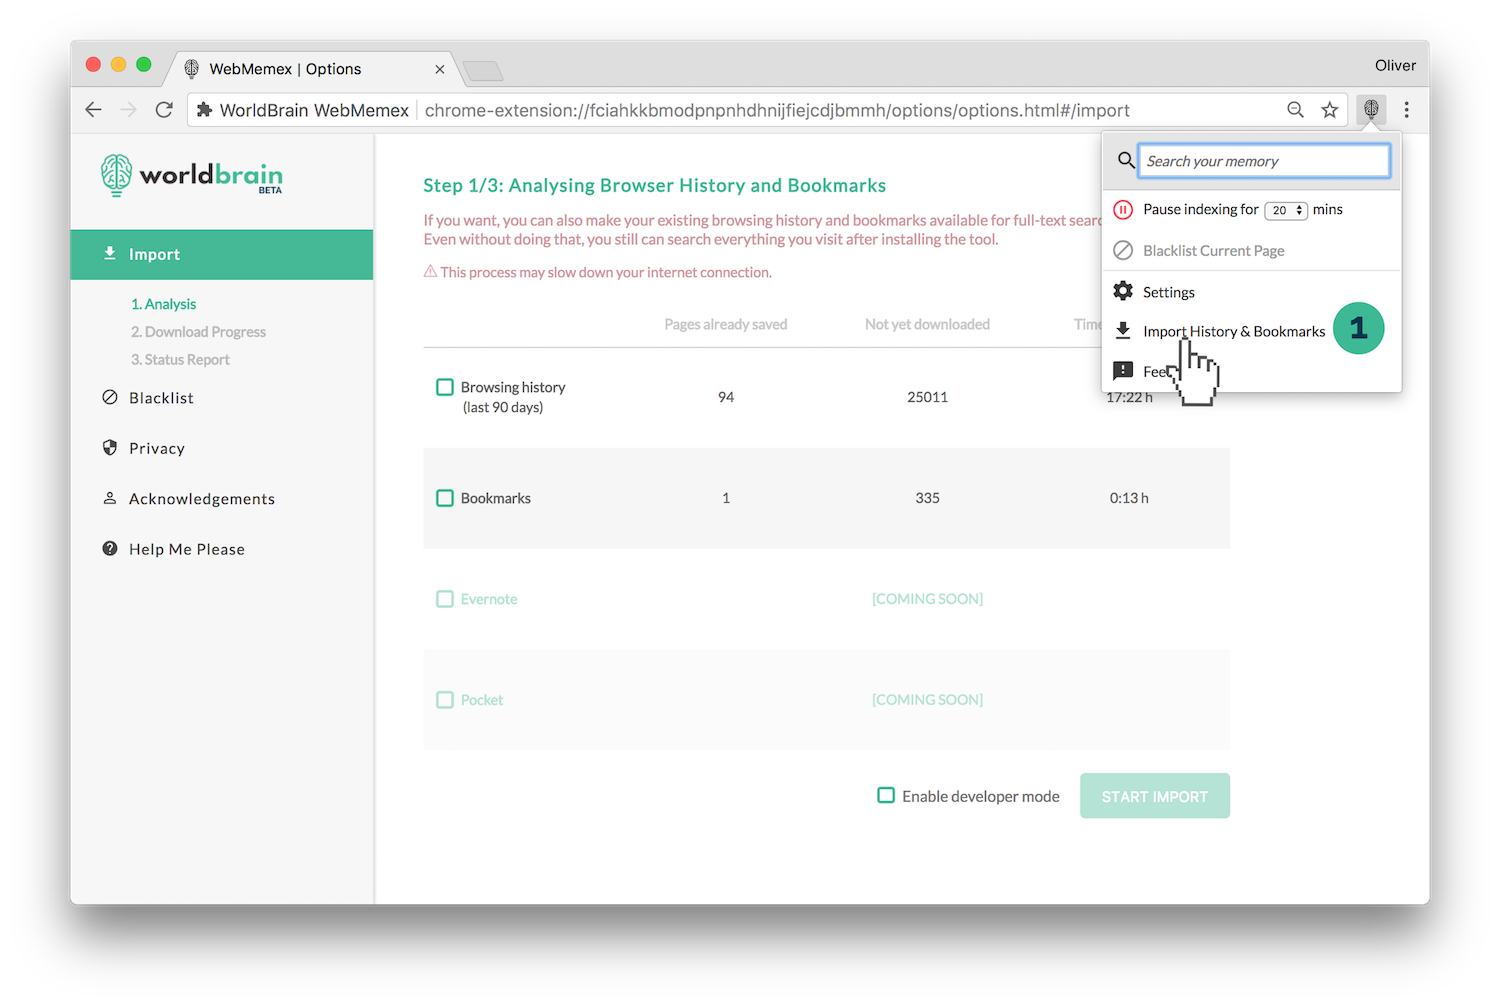 WebMemex | Options
Oliver
WorldBrain WebMemex
chrome-extension://fciahkkbmodpnpnhdhnijfiejcdjbmmh/options/options.html#/import
worldbrain
BETA
Search your memory
Pause indexing for 20 mins
Blacklist Current Page
Settings
Import History & Bookmarks
1
Fee
Import
1. Analysis
2. Download Progress
3. Status Report
Blacklist
Privacy
Acknowledgements
Help Me Please
Step 1/3: Analysing Browser History and Bookmarks
If you want, you can also make your existing browsing history and bookmarks available for full-text searc
Even without doing that, you still can search everything you visit after installing the tool.
This process may slow down your internet connection.
Pages already saved Not yet downloaded Time
Browsing history
(last 90 days)
94 25011 17:22 h
Bookmarks 1 335 0:13 h
Evernote [COMING SOON]
Pocket [COMING SOON]
Enable developer mode
START IMPORT